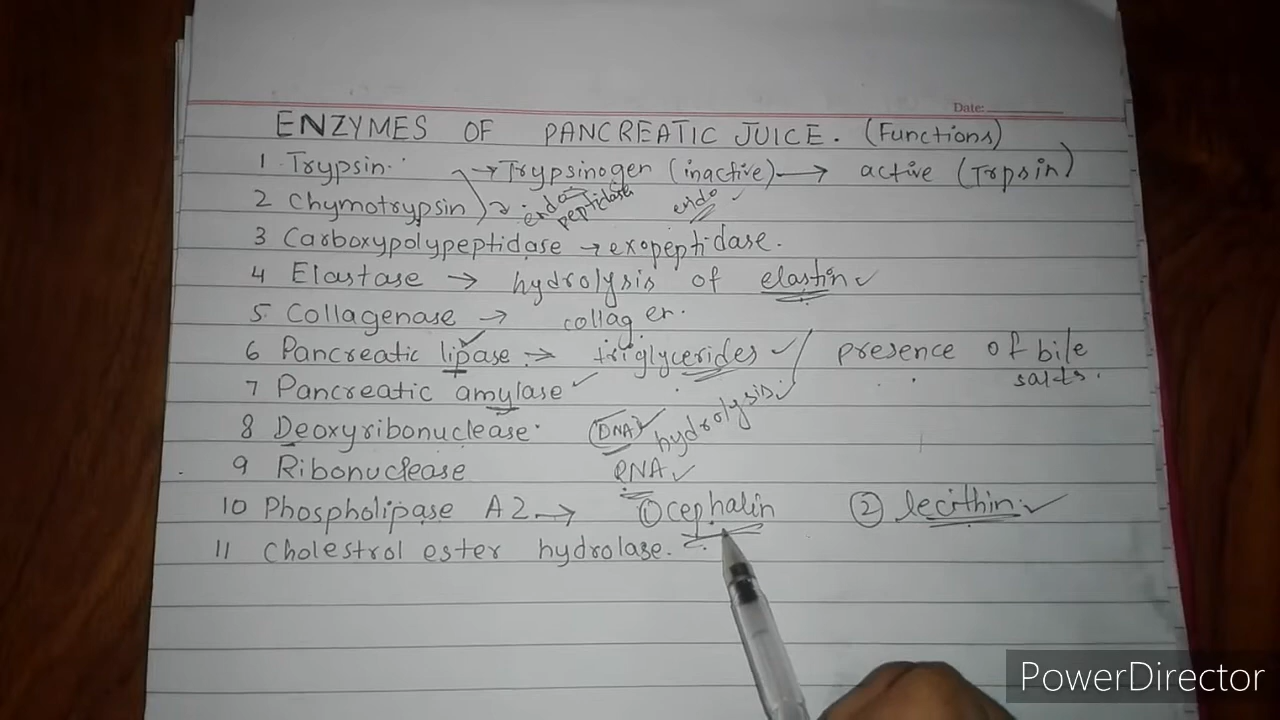 Date:
ENZYMES OF PANCREATIC JUICE. (Functions)
1 Trypsin. → Trypsinogen (inactive) → active (Trpsin)
2 Chymotrypsin → endo peptidase endo ✓
3 Carboxypolypeptidase → exopeptidase.
4 Elastase → hydrolysis of elastin ✓
5. Collagenase → collagen.
6 Pancreatic lipase → triglycerides ✓ / presence of bile salts.
7 Pancreatic amylase ✓ hydrolysis.
8 Deoxyribonuclease. (DNA) ✓
9 Ribonuclease RNA ✓
10 Phospholipase A2 → ① cephalin ② lecithin. ✓
11 Cholestrol ester hydrolase.
PowerDirector